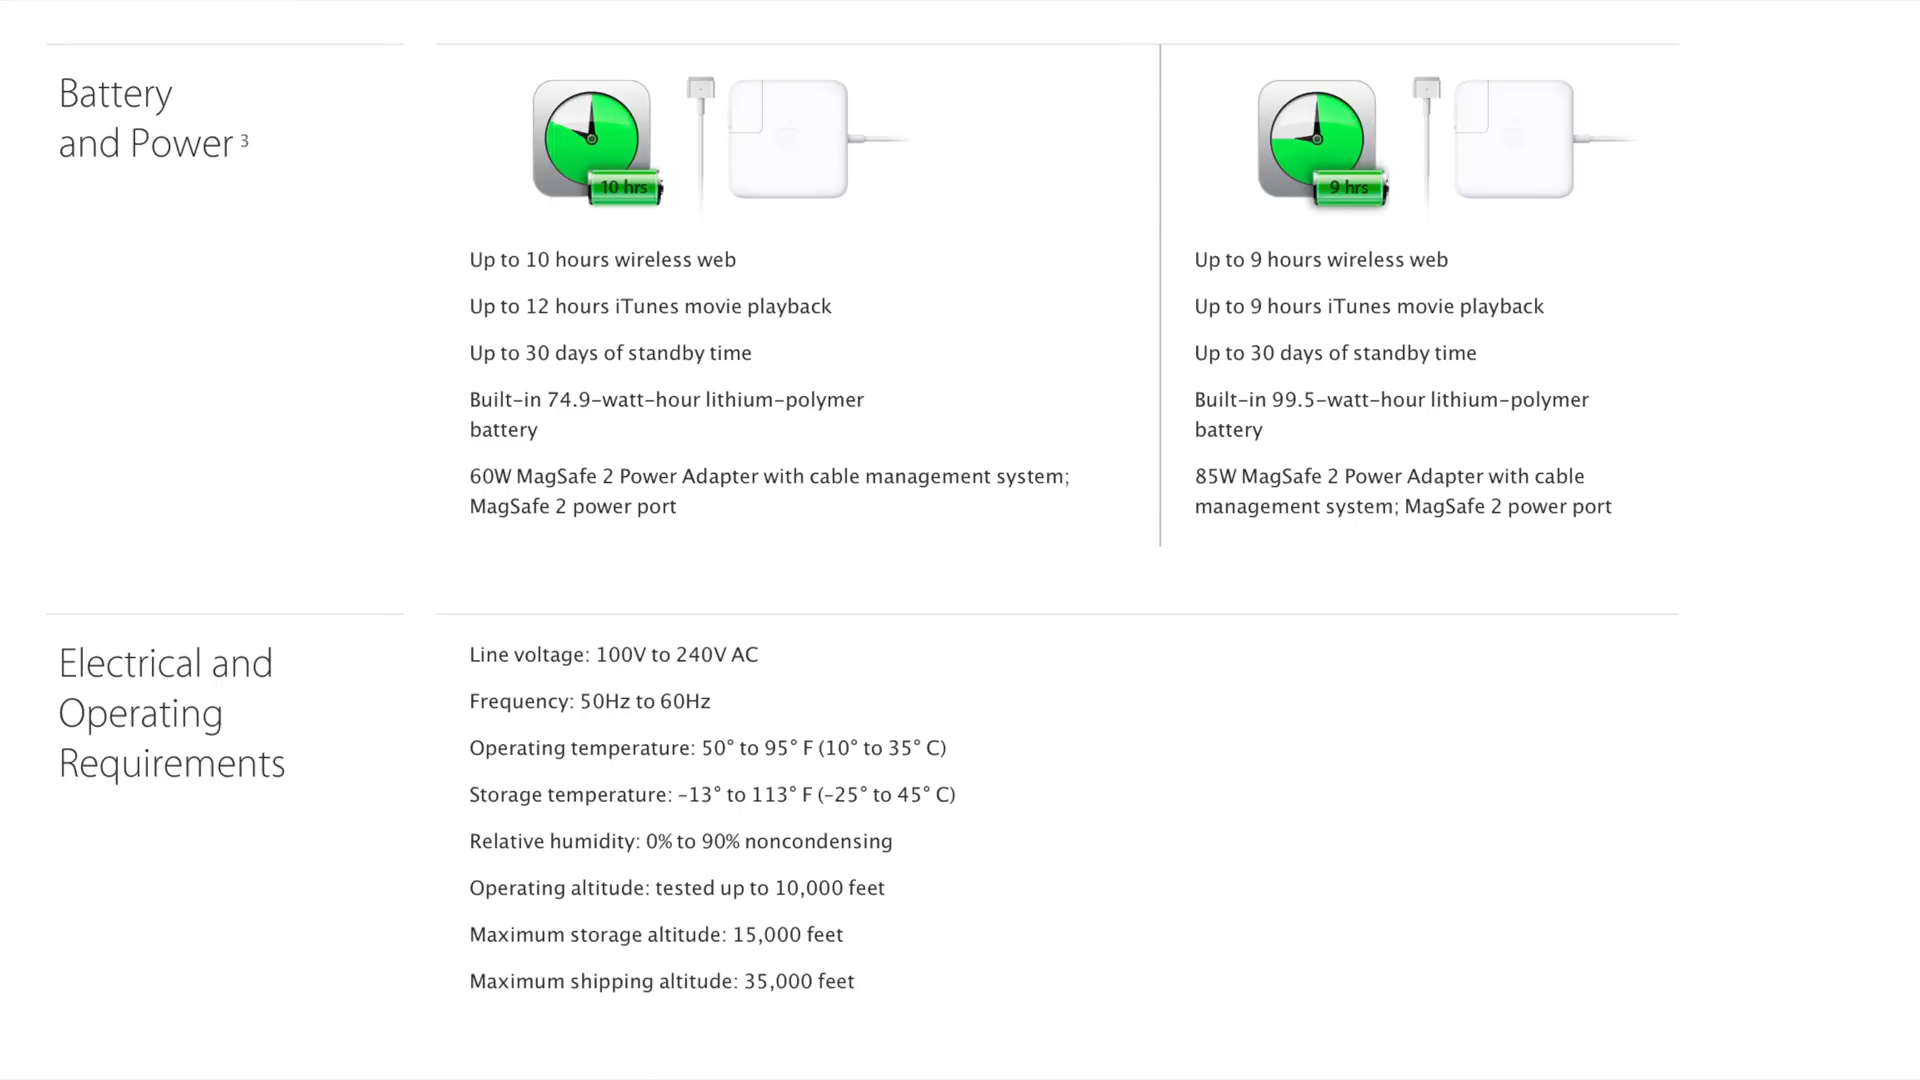 Battery
and Power 3
10 hrs
Up to 10 hours wireless web
Up to 12 hours iTunes movie playback
Up to 30 days of standby time
Built-in 74.9-watt-hour lithium-polymer
battery
60W MagSafe 2 Power Adapter with cable management system;
MagSafe 2 power port
9 hrs
Up to 9 hours wireless web
Up to 9 hours iTunes movie playback
Up to 30 days of standby time
Built-in 99.5-watt-hour lithium-polymer
battery
85W MagSafe 2 Power Adapter with cable
management system; MagSafe 2 power port
Electrical and
Operating
Requirements
Line voltage: 100V to 240V AC
Frequency: 50Hz to 60Hz
Operating temperature: 50° to 95° F (10° to 35° C)
Storage temperature: -13° to 113° F (-25° to 45° C)
Relative humidity: 0% to 90% noncondensing
Operating altitude: tested up to 10,000 feet
Maximum storage altitude: 15,000 feet
Maximum shipping altitude: 35,000 feet